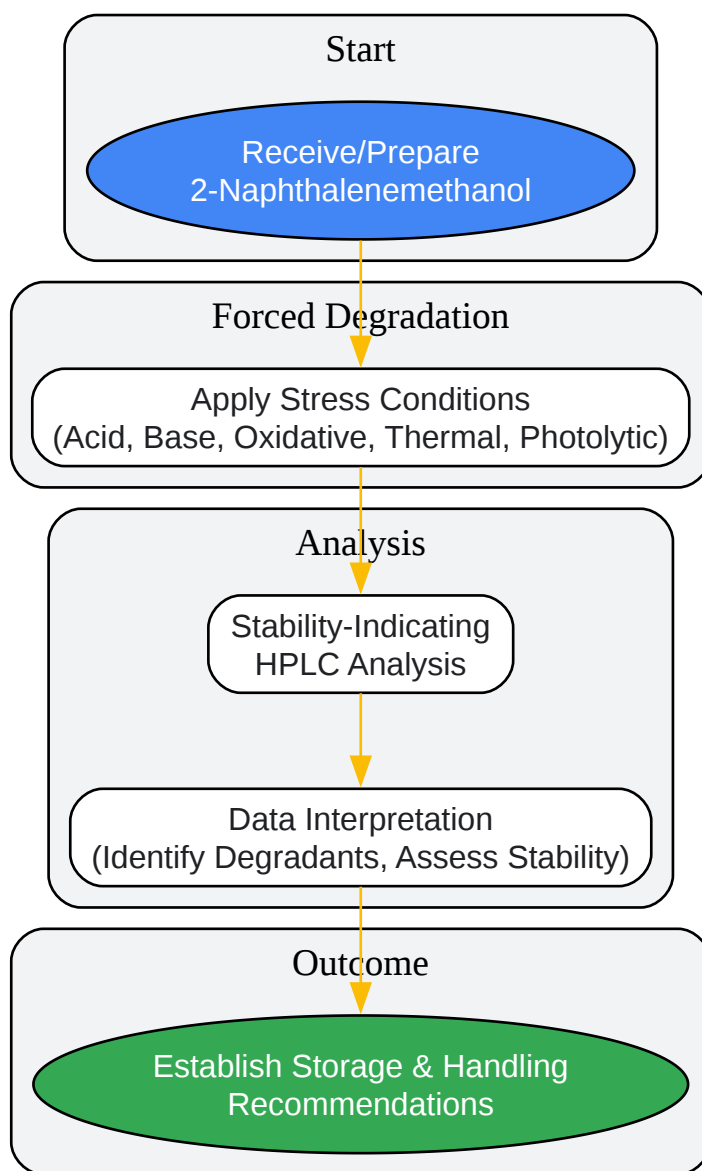 Start
Receive/Prepare
2-Naphthalenemethanol
Forced Degradation
Apply Stress Conditions
(Acid, Base, Oxidative, Thermal, Photolytic)
Analysis
Stability-Indicating
HPLC Analysis
Data Interpretation
(Identify Degradants, Assess Stability)
Outcome
Establish Storage & Handling
Recommendations